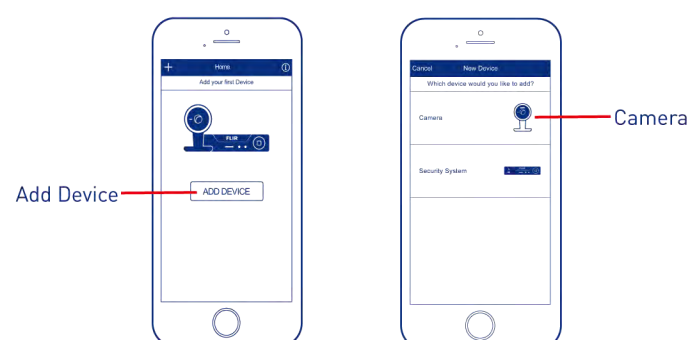 + Home
Add your first Device
FLIR
Add Device
ADD DEVICE
Cancel New Device
Which device would you like to add?
Camera
Camera
Security System